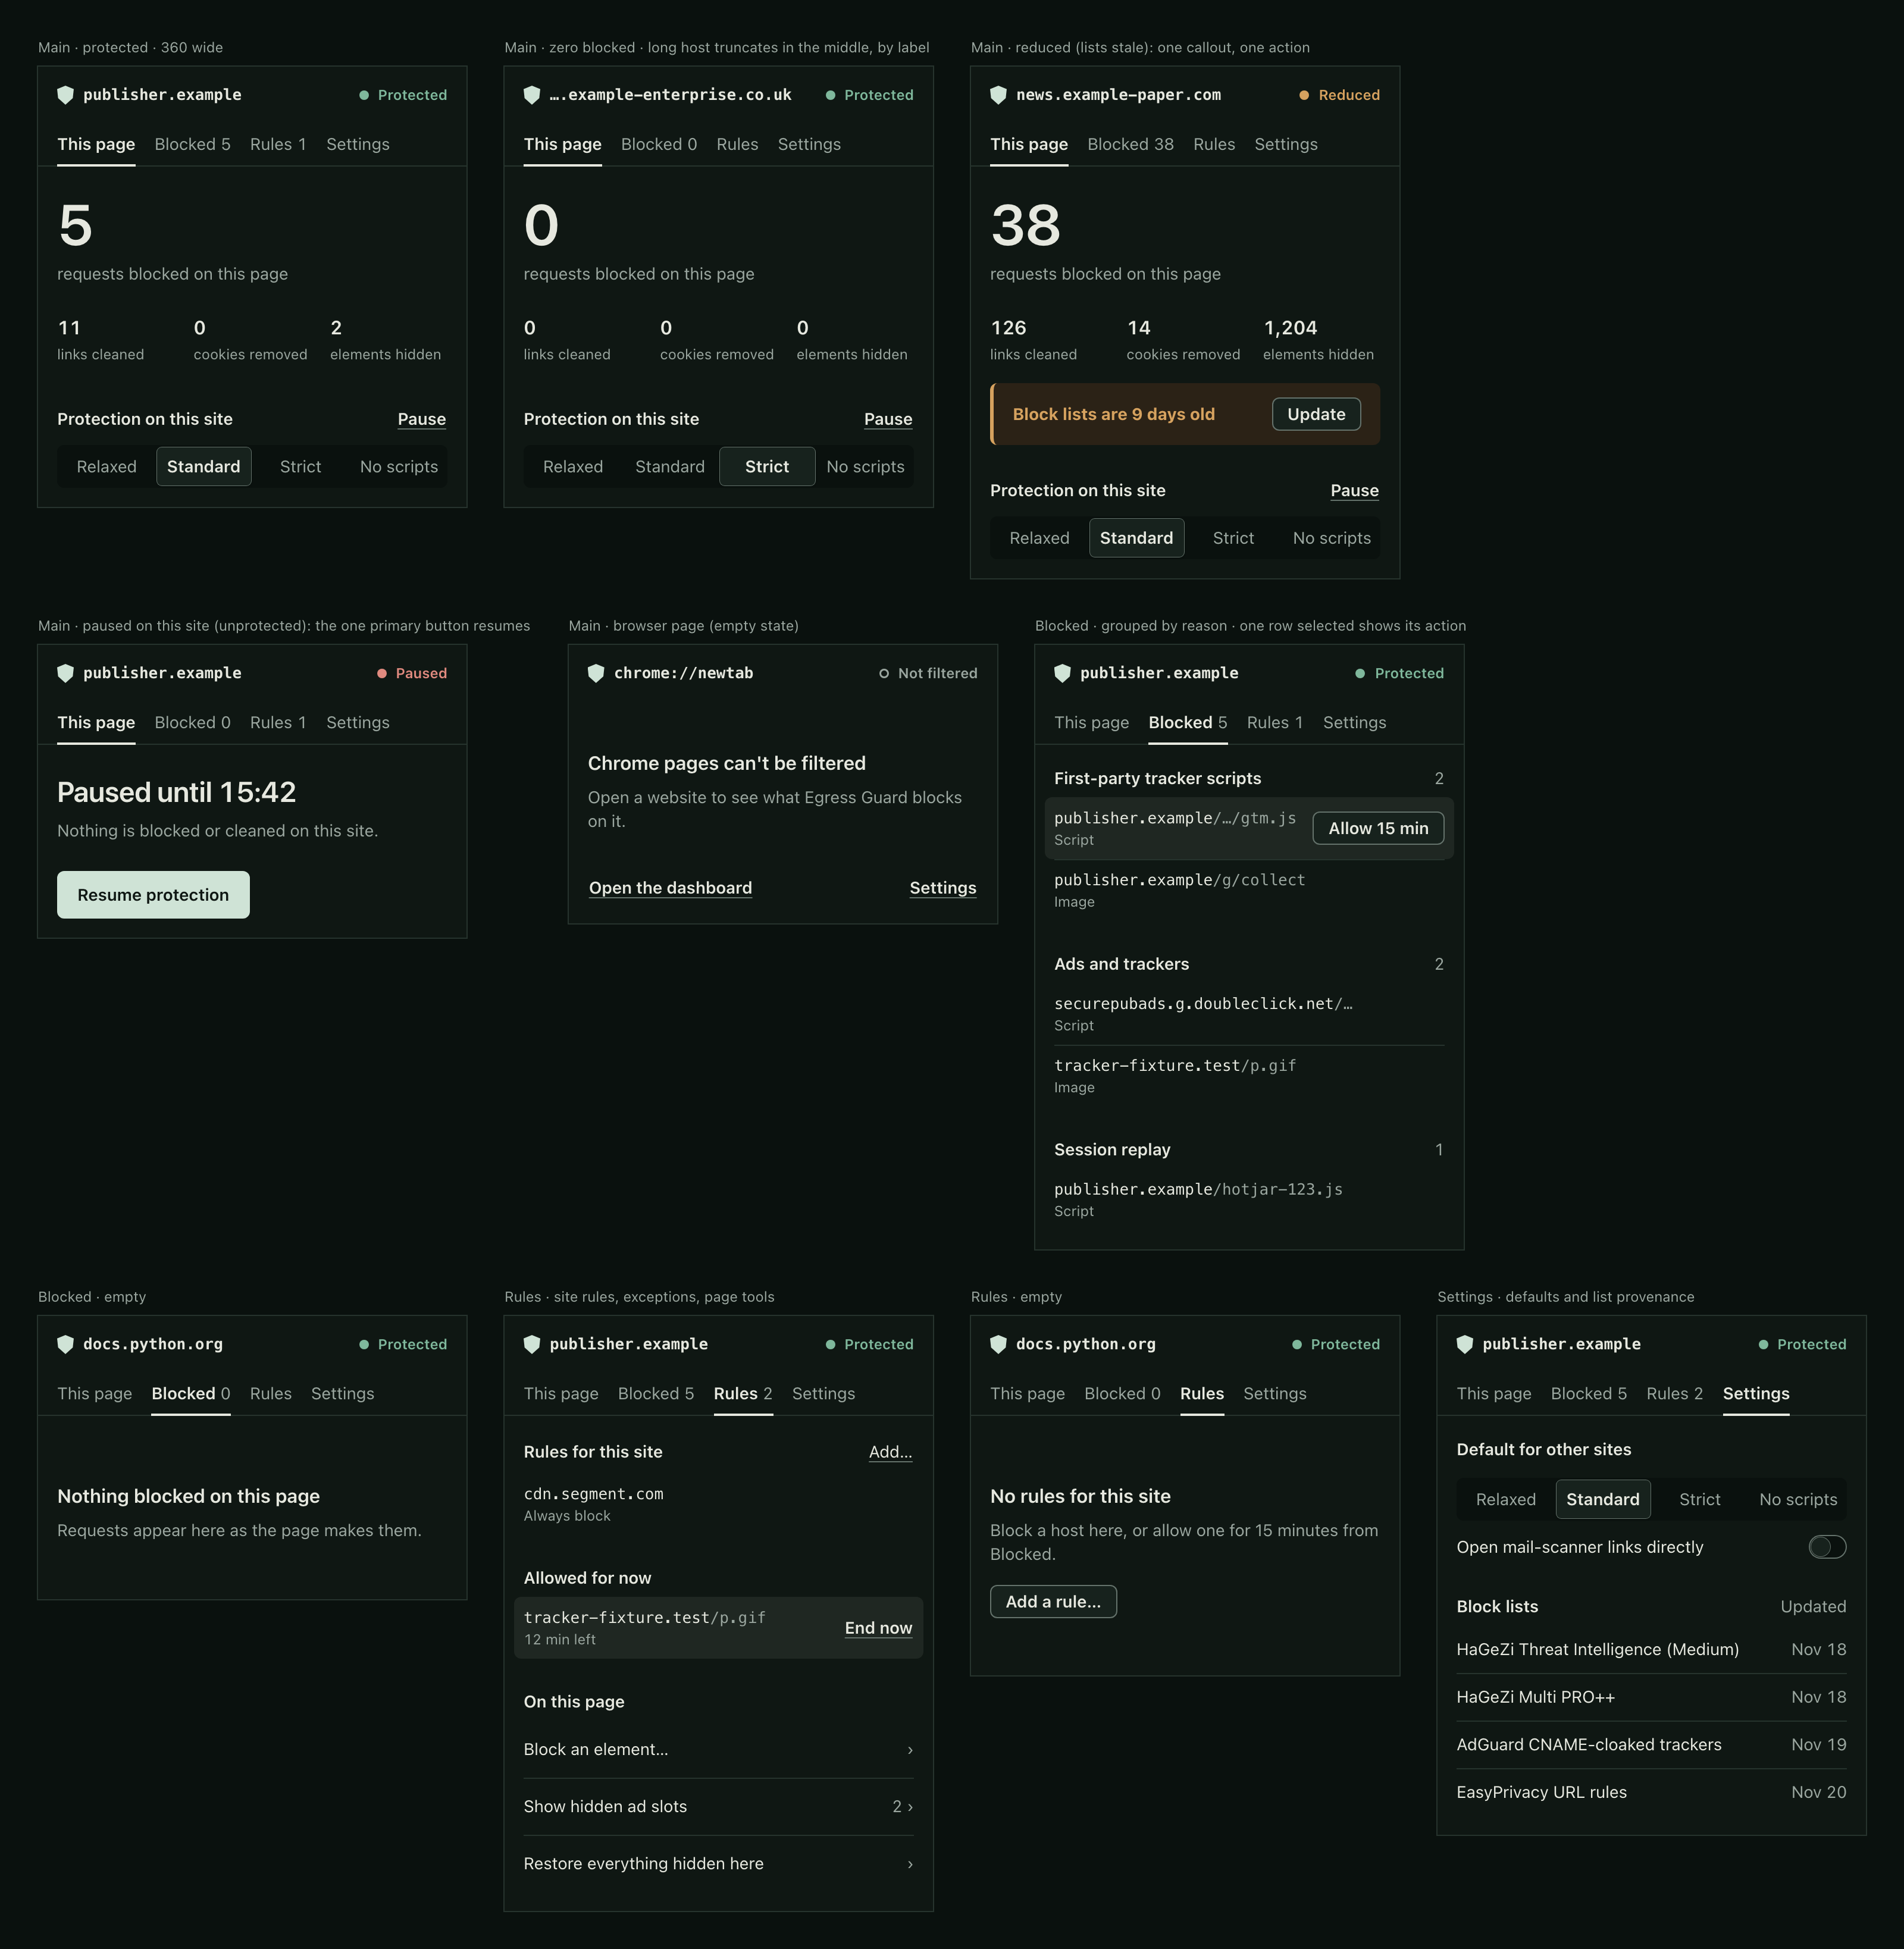 Main · protected · 360 wide
publisher.example
Protected
This page Blocked 5 Rules 1 Settings
5
requests blocked on this page
11 0 2
links cleaned cookies removed elements hidden
Protection on this site Pause
Relaxed Standard Strict No scripts
Main · zero blocked · long host truncates in the middle, by label
….example-enterprise.co.uk
Protected
This page Blocked 0 Rules Settings
0
requests blocked on this page
0 0 0
links cleaned cookies removed elements hidden
Protection on this site Pause
Relaxed Standard Strict No scripts
Main · reduced (lists stale): one callout, one action
news.example-paper.com
Reduced
This page Blocked 38 Rules Settings
38
requests blocked on this page
126 14 1,204
links cleaned cookies removed elements hidden
Block lists are 9 days old Update
Protection on this site Pause
Relaxed Standard Strict No scripts
Main · paused on this site (unprotected): the one primary button resumes
publisher.example
Paused
This page Blocked 0 Rules 1 Settings
Paused until 15:42
Nothing is blocked or cleaned on this site.
Resume protection
Main · browser page (empty state)
chrome://newtab
Not filtered
Chrome pages can't be filtered
Open a website to see what Egress Guard blocks
on it.
Open the dashboard Settings
Blocked · grouped by reason · one row selected shows its action
publisher.example
Protected
This page Blocked 5 Rules 1 Settings
First-party tracker scripts 2
publisher.example/…/gtm.js
Script
Allow 15 min
publisher.example/g/collect
Image
Ads and trackers 2
securepubads.g.doubleclick.net/…
Script
tracker-fixture.test/p.gif
Image
Session replay 1
publisher.example/hotjar-123.js
Script
Blocked · empty
docs.python.org
Protected
This page Blocked 0 Rules Settings
Nothing blocked on this page
Requests appear here as the page makes them.
Rules · site rules, exceptions, page tools
publisher.example
Protected
This page Blocked 5 Rules 2 Settings
Rules for this site Add…
cdn.segment.com
Always block
Allowed for now
tracker-fixture.test/p.gif
12 min left
End now
On this page
Block an element… ›
Show hidden ad slots 2 ›
Restore everything hidden here ›
Rules · empty
docs.python.org
Protected
This page Blocked 0 Rules Settings
No rules for this site
Block a host here, or allow one for 15 minutes from
Blocked.
Add a rule…
Settings · defaults and list provenance
publisher.example
Protected
This page Blocked 5 Rules 2 Settings
Default for other sites
Relaxed Standard Strict No scripts
Open mail-scanner links directly
Block lists Updated
HaGeZi Threat Intelligence (Medium) Nov 18
HaGeZi Multi PRO++ Nov 18
AdGuard CNAME-cloaked trackers Nov 19
EasyPrivacy URL rules Nov 20